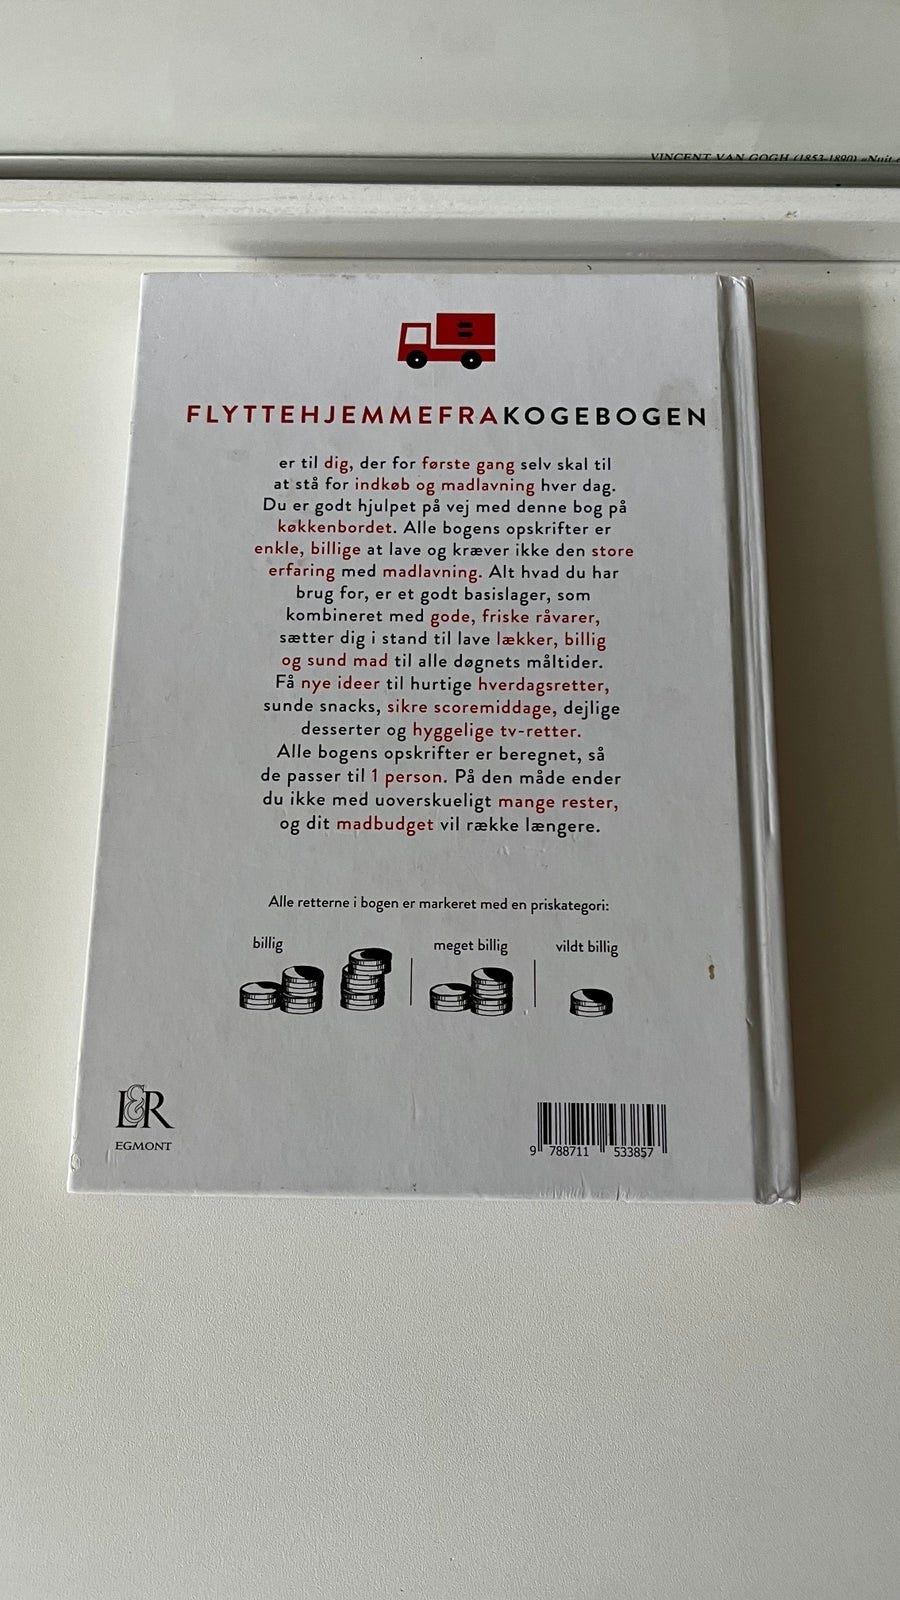 VINCENT VAN GOGH (1853-1890) «Nuit
FLYTTEHJEMMEFRAKOGEBOGEN
er til dig, der for første gang selv skal til
at stå for indkøb og madlavning hver dag.
Du er godt hjulpet på vej med denne bog på
køkkenbordet. Alle bogens opskrifter er
enkle, billige at lave og kræver ikke den store
erfaring med madlavning. Alt hvad du har
brug for, er et godt basislager, som
kombineret med gode, friske råvarer,
sætter dig i stand til lave lækker, billig
og sund mad til alle døgnets måltider.
Få nye ideer til hurtige hverdagsretter,
sunde snacks, sikre scoremiddage, dejlige
desserter og hyggelige tv-retter.
Alle bogens opskrifter er beregnet, så
de passer til 1 person. På den måde ender
du ikke med uoverskueligt mange rester,
og dit madbudget vil række længere.
Alle retterne i bogen er markeret med en priskategori:
billig meget billig vildt billig
L&R
EGMONT
9 788711 533857